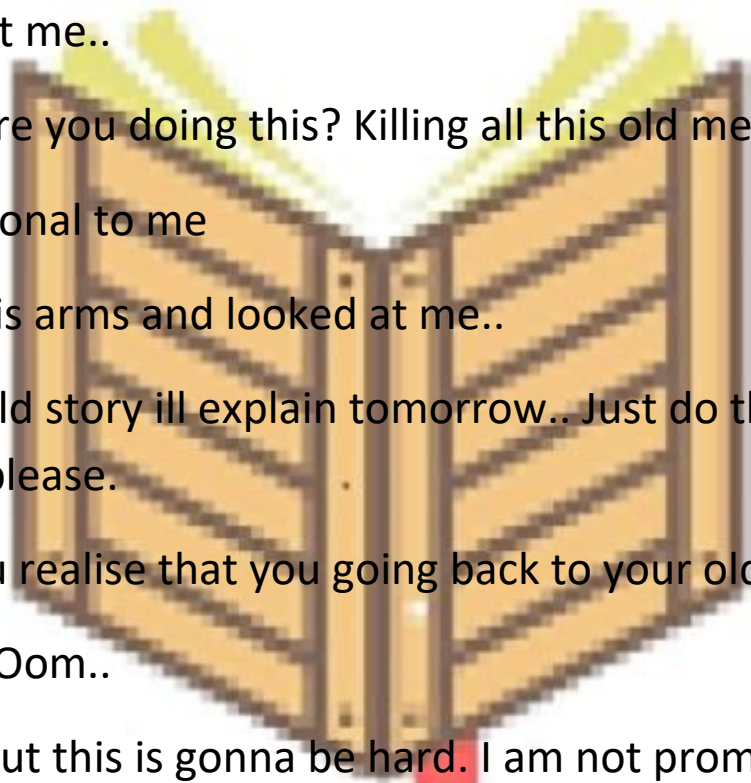 t me..
re you doing this? Killing all this old me
onal to me
is arms and looked at me..
ld story ill explain tomorrow.. Just do th
please.
u realise that you going back to your old
Oom..
ut this is gonna be hard. I am not prom